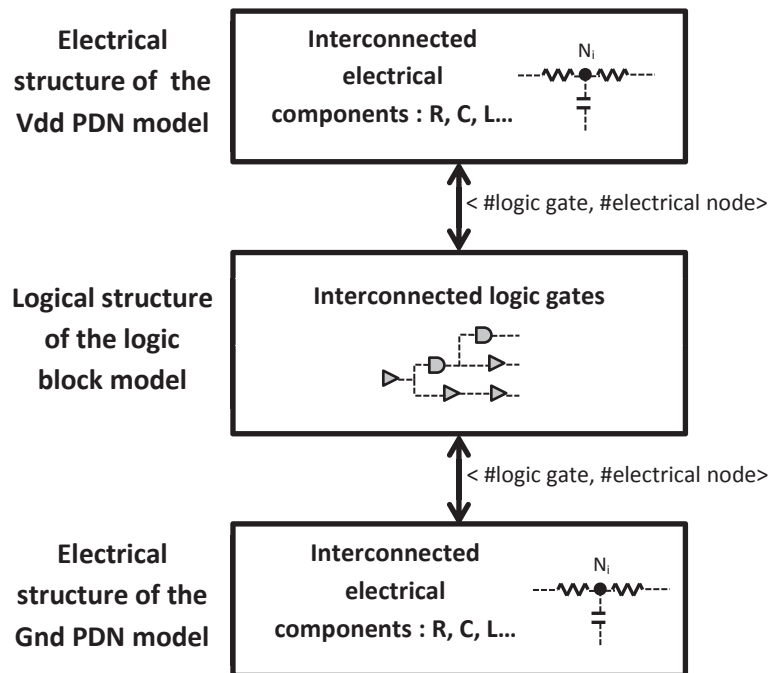 Electrical
structure of the
Vdd PDN model
Interconnected
electrical
components : R, C, L...
Ni
< #logic gate, #electrical node>
Logical structure
of the logic
block model
Interconnected logic gates
< #logic gate, #electrical node>
Electrical
structure of the
Gnd PDN model
Interconnected
electrical
components : R, C, L...
Ni